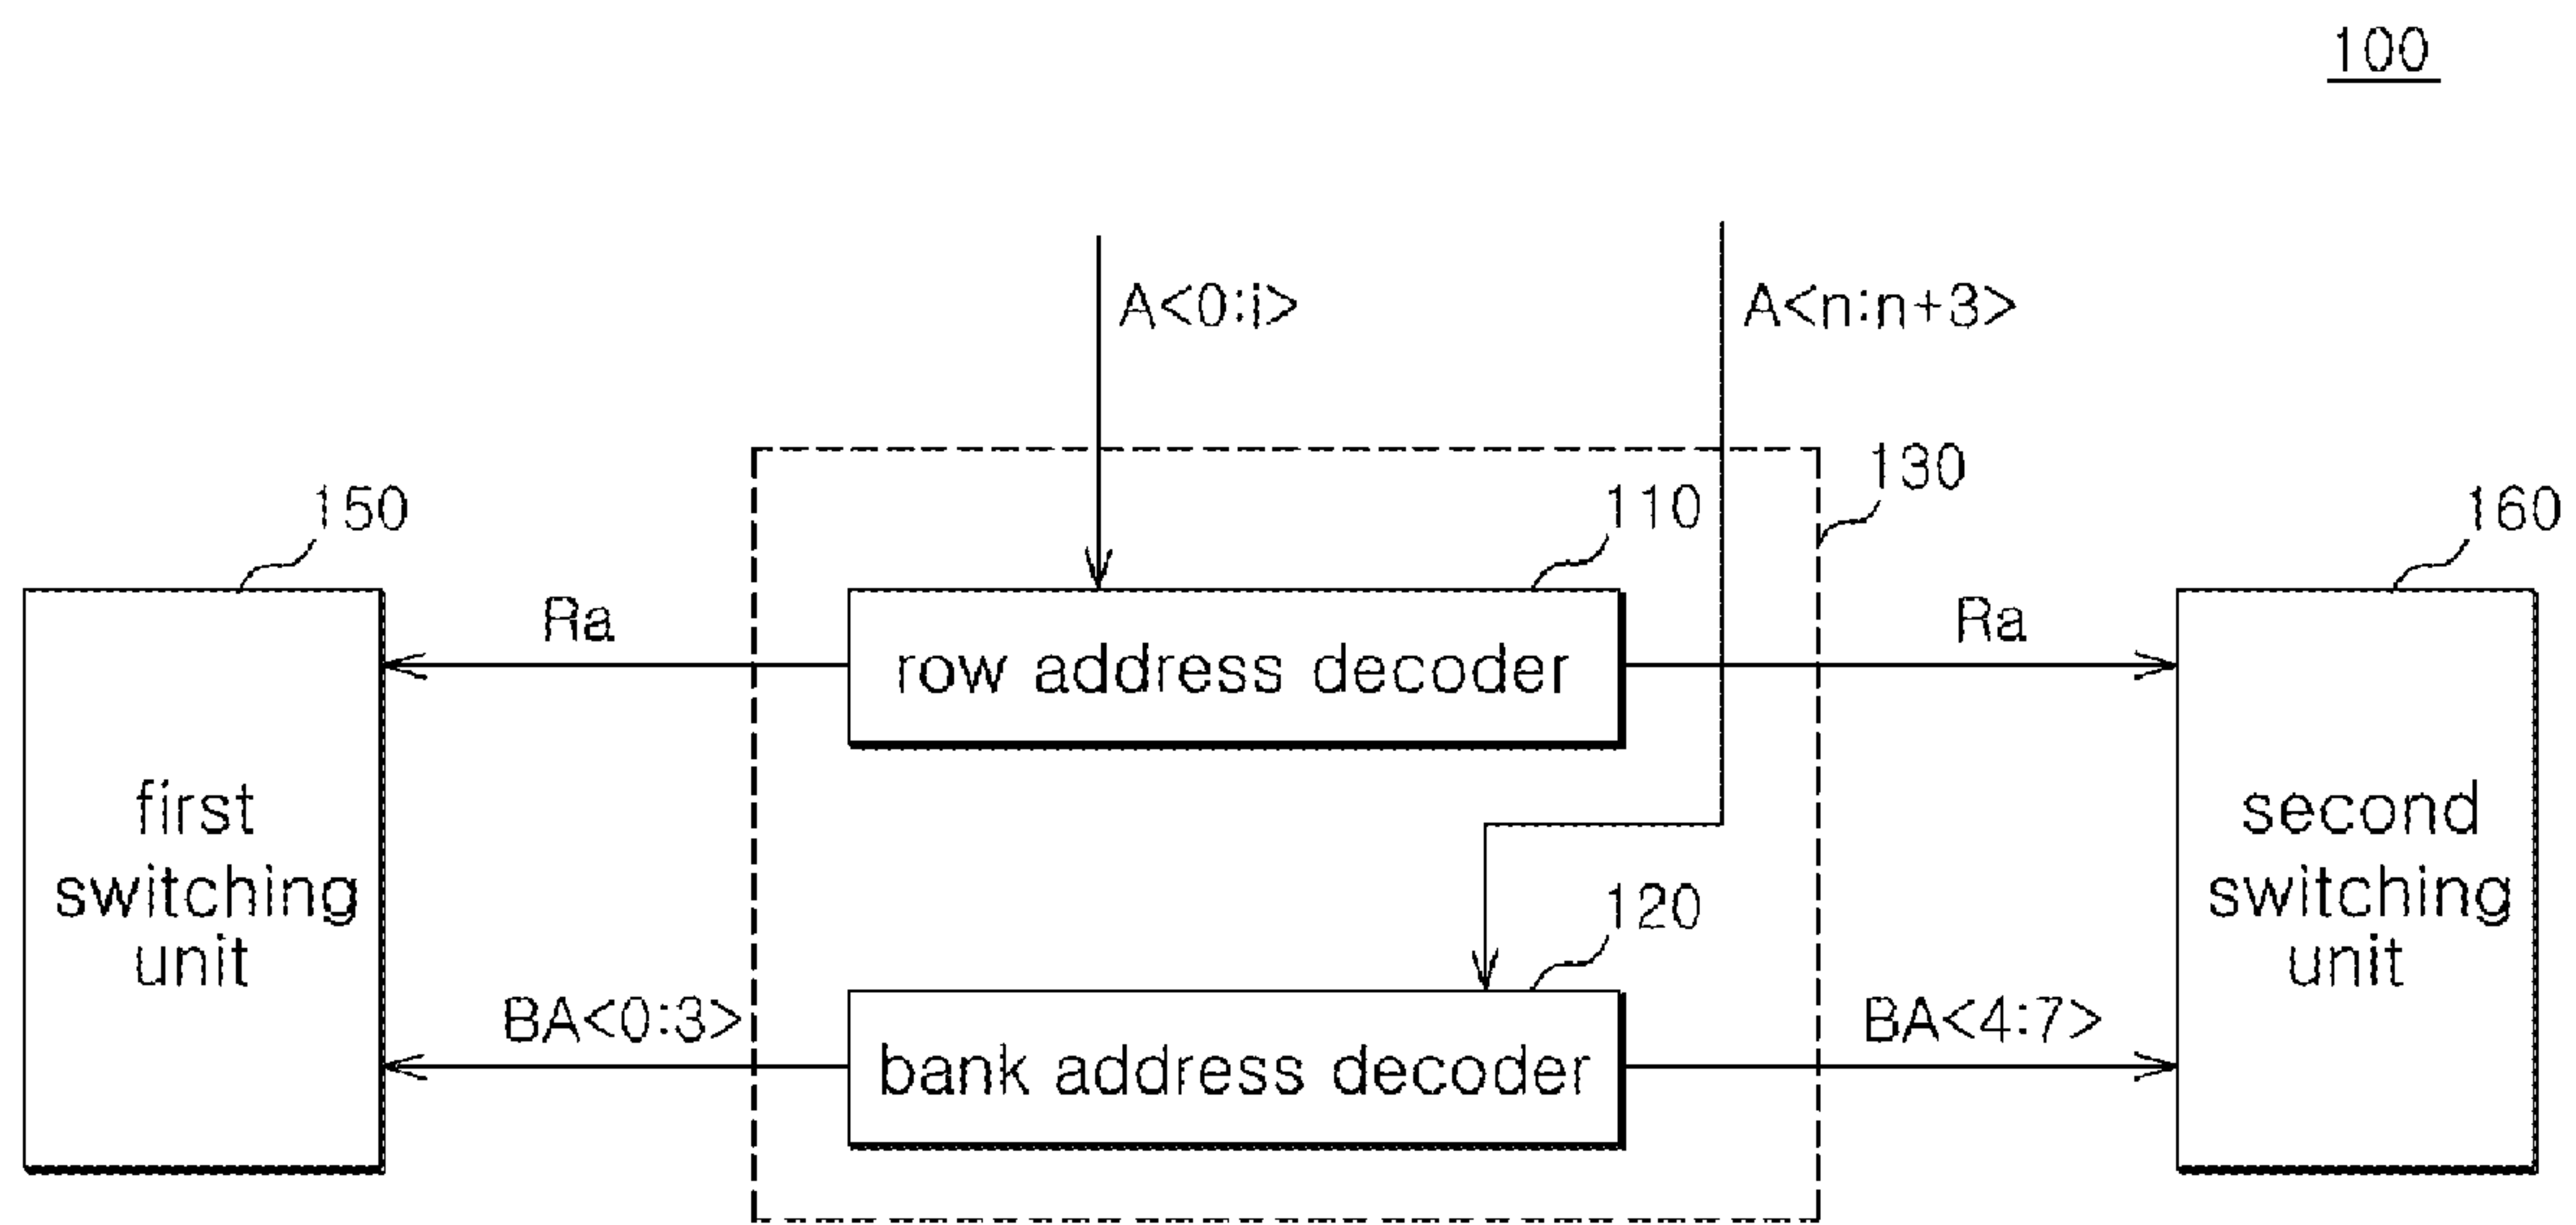 100
A<0:i>
A<n:n+3>
130
150
110
160
Ra
Ra
row address decoder
first
switching
unit
second
switching
unit
120
BA<0:3>
BA<4:7>
bank address decoder